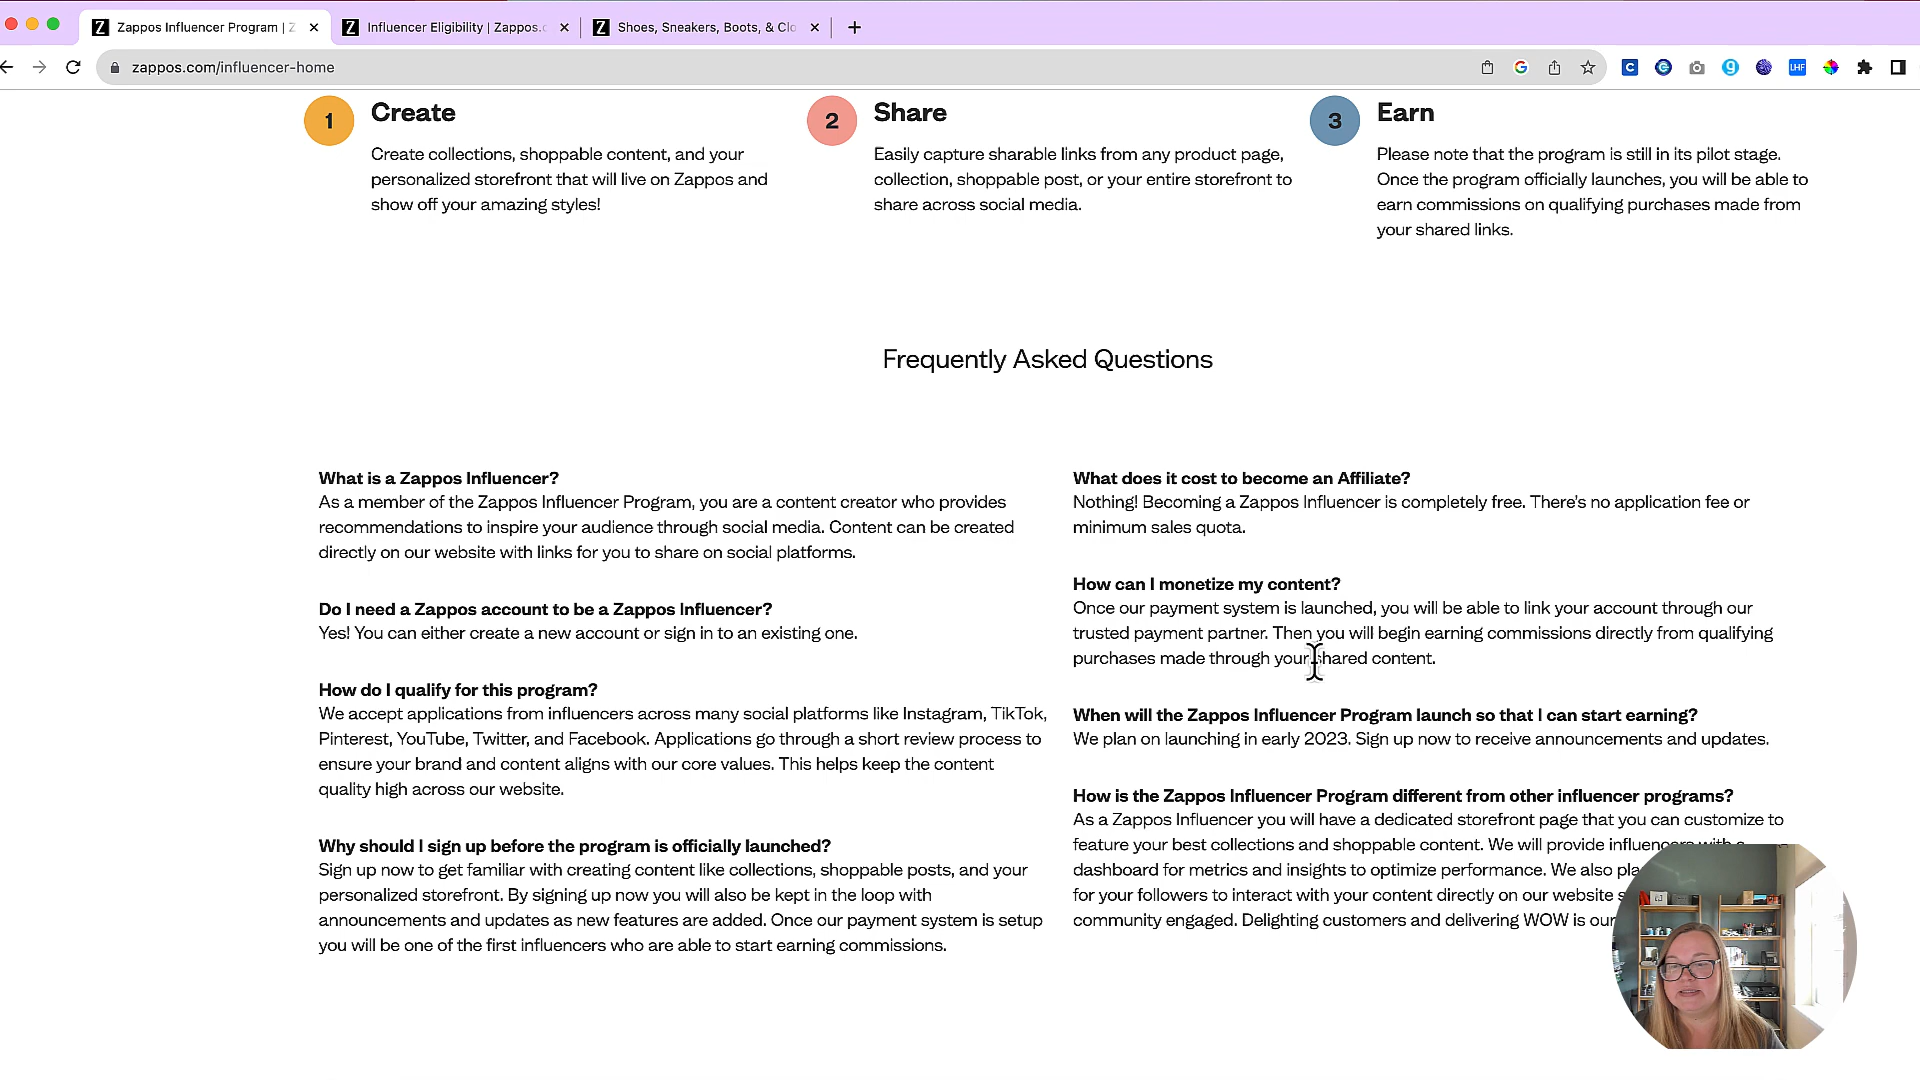 Zappos Influencer Program | Z
Influencer Eligibility | Zappos.c
Shoes, Sneakers, Boots, & Clo
zappos.com/influencer-home
1
Create
Create collections, shoppable content, and your
personalized storefront that will live on Zappos and
show off your amazing styles!
2
Share
Easily capture sharable links from any product page,
collection, shoppable post, or your entire storefront to
share across social media.
3
Earn
Please note that the program is still in its pilot stage.
Once the program officially launches, you will be able to
earn commissions on qualifying purchases made from
your shared links.
Frequently Asked Questions
What is a Zappos Influencer?
As a member of the Zappos Influencer Program, you are a content creator who provides
recommendations to inspire your audience through social media. Content can be created
directly on our website with links for you to share on social platforms.
Do I need a Zappos account to be a Zappos Influencer?
Yes! You can either create a new account or sign in to an existing one.
How do I qualify for this program?
We accept applications from influencers across many social platforms like Instagram, TikTok,
Pinterest, YouTube, Twitter, and Facebook. Applications go through a short review process to
ensure your brand and content aligns with our core values. This helps keep the content
quality high across our website.
Why should I sign up before the program is officially launched?
Sign up now to get familiar with creating content like collections, shoppable posts, and your
personalized storefront. By signing up now you will also be kept in the loop with
announcements and updates as new features are added. Once our payment system is setup
you will be one of the first influencers who are able to start earning commissions.
What does it cost to become an Affiliate?
Nothing! Becoming a Zappos Influencer is completely free. There's no application fee or
minimum sales quota.
How can I monetize my content?
Once our payment system is launched, you will be able to link your account through our
trusted payment partner. Then you will begin earning commissions directly from qualifying
purchases made through your shared content.
When will the Zappos Influencer Program launch so that I can start earning?
We plan on launching in early 2023. Sign up now to receive announcements and updates.
How is the Zappos Influencer Program different from other influencer programs?
As a Zappos Influencer you will have a dedicated storefront page that you can customize to
feature your best collections and shoppable content. We will provide influencers with a
dashboard for metrics and insights to optimize performance. We also pla
for your followers to interact with your content directly on our website s
community engaged. Delighting customers and delivering WOW is our